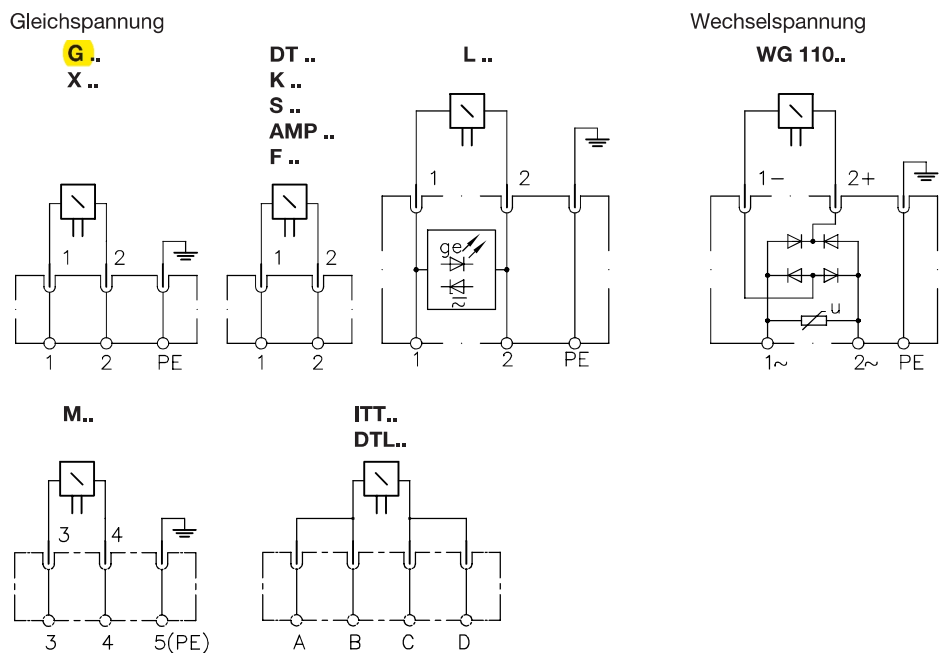 Gleichspannung
Wechselspannung
G ..
X ..
DT ..
K ..
S ..
AMP ..
F ..
L ..
WG 110..
1 2
1 2 PE
1 2
1 2
1 2
ge
1 2 PE
1- 2+
u
1~ 2~ PE
M..
3 4
3 4 5(PE)
ITT..
DTL..
A B C D